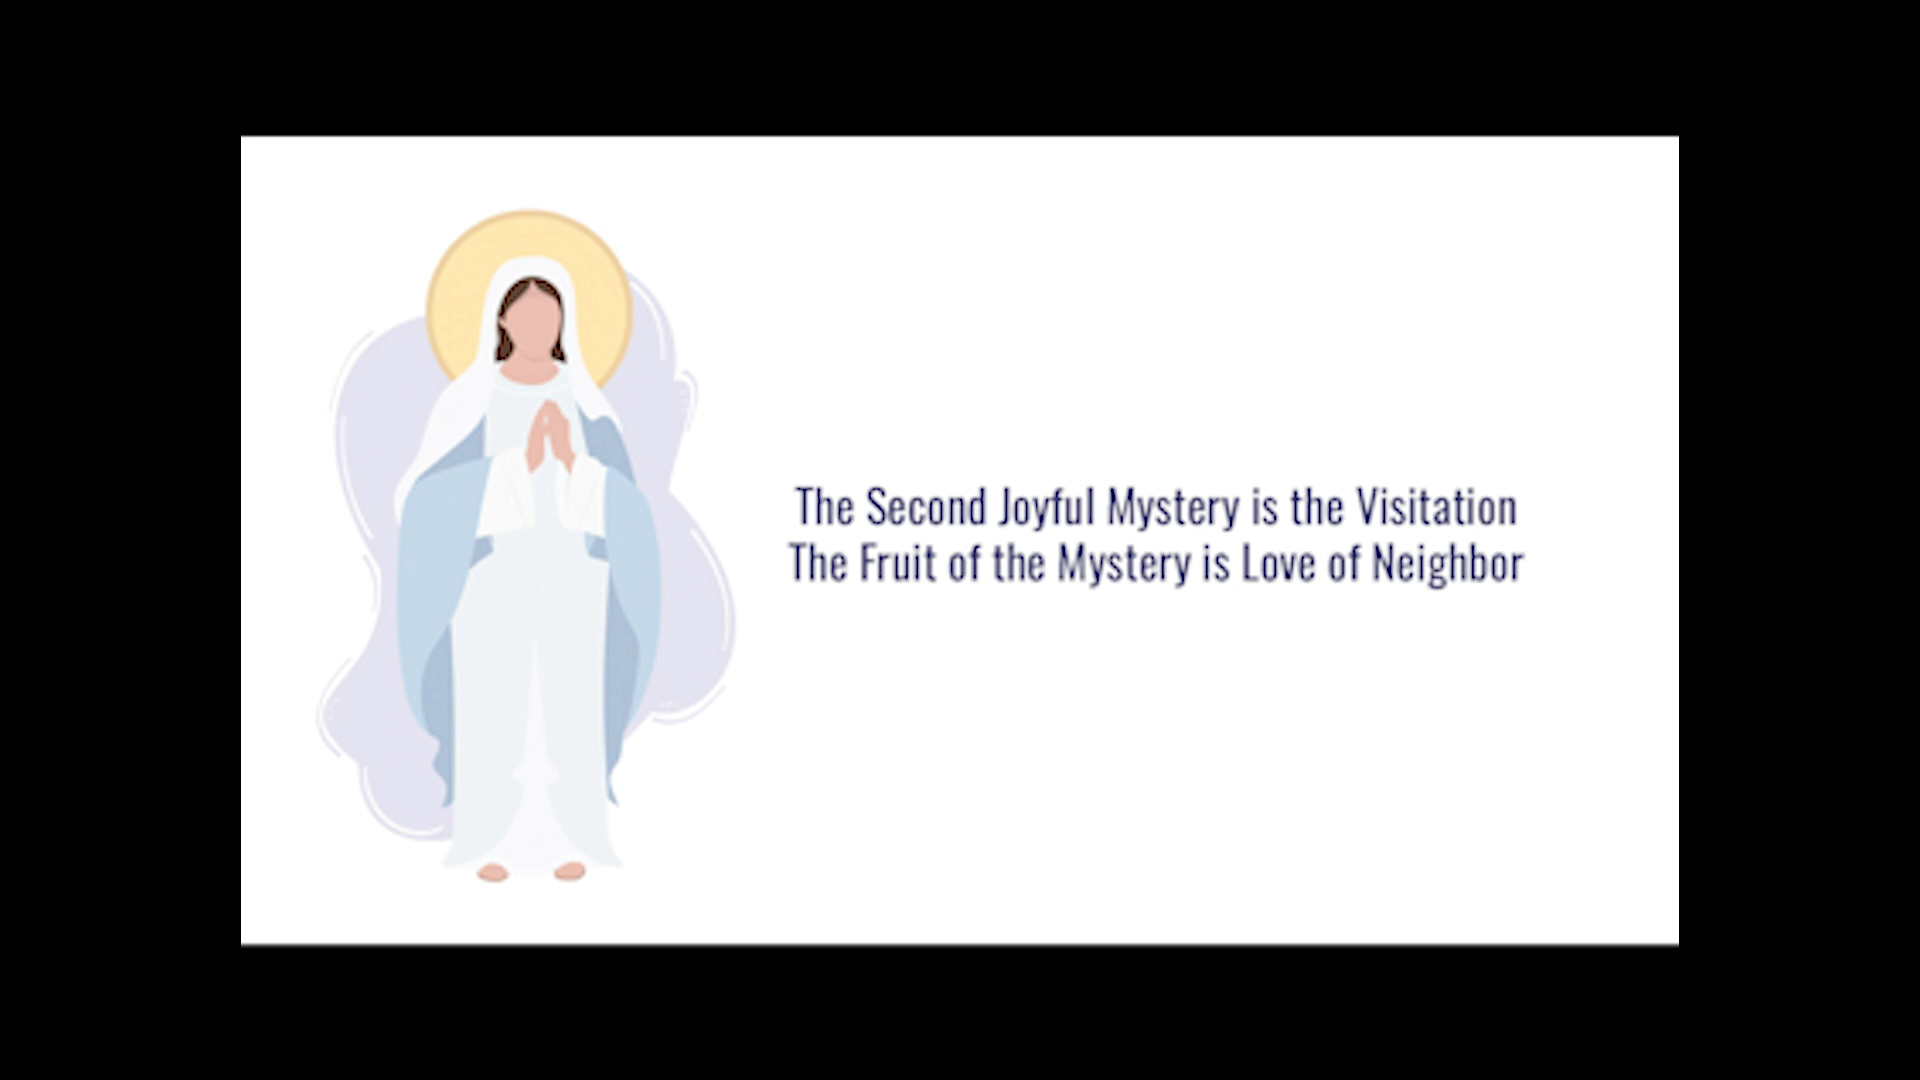 The Second Joyful Mystery is the Visitation
The Fruit of the Mystery is Love of Neighbor